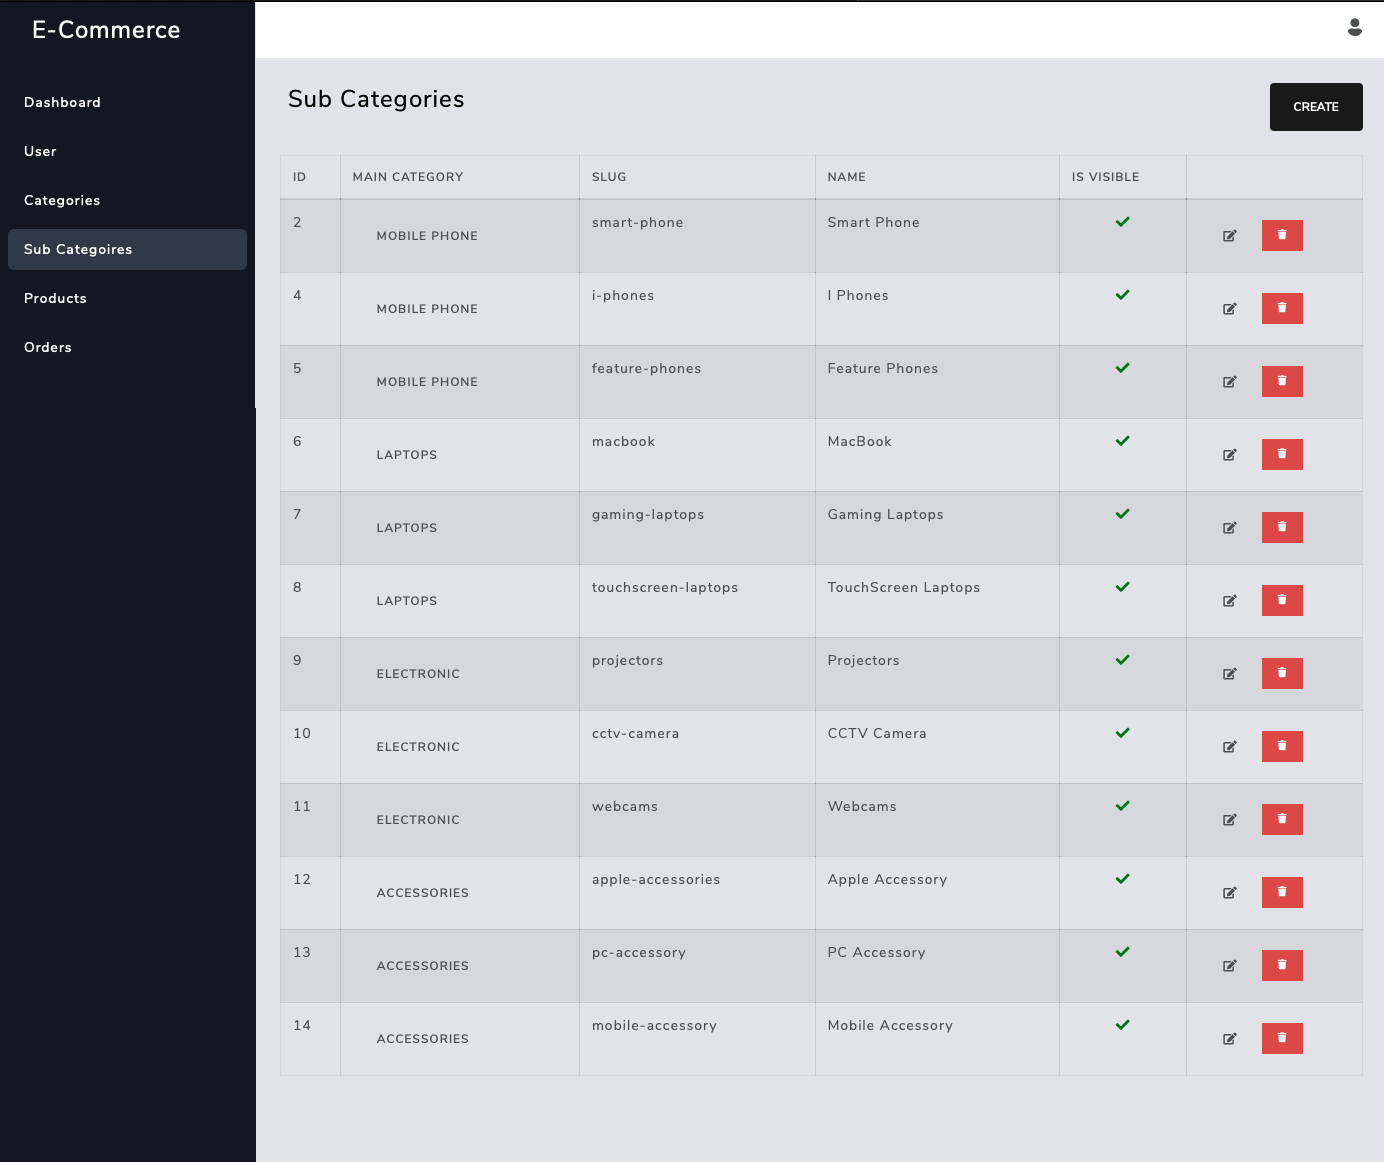 E-Commerce
Dashboard
User
Categories
Sub Categoires
Products
Orders
Sub Categories
CREATE
ID MAIN CATEGORY SLUG NAME IS VISIBLE
2 MOBILE PHONE smart-phone Smart Phone
4 MOBILE PHONE i-phones I Phones
5 MOBILE PHONE feature-phones Feature Phones
6 LAPTOPS macbook MacBook
7 LAPTOPS gaming-laptops Gaming Laptops
8 LAPTOPS touchscreen-laptops TouchScreen Laptops
9 ELECTRONIC projectors Projectors
10 ELECTRONIC cctv-camera CCTV Camera
11 ELECTRONIC webcams Webcams
12 ACCESSORIES apple-accessories Apple Accessory
13 ACCESSORIES pc-accessory PC Accessory
14 ACCESSORIES mobile-accessory Mobile Accessory